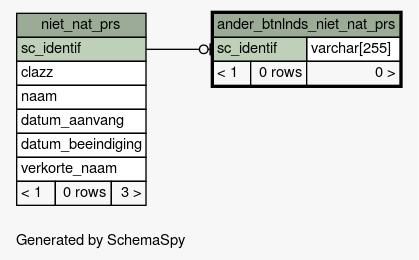 niet_nat_prs
sc_identif
clazz
naam
datum_aanvang
datum_beeindiging
verkorte_naam
< 1 0 rows 3 >
ander_btnlnds_niet_nat_prs
sc_identif varchar[255]
< 1 0 rows 0 >
Generated by SchemaSpy